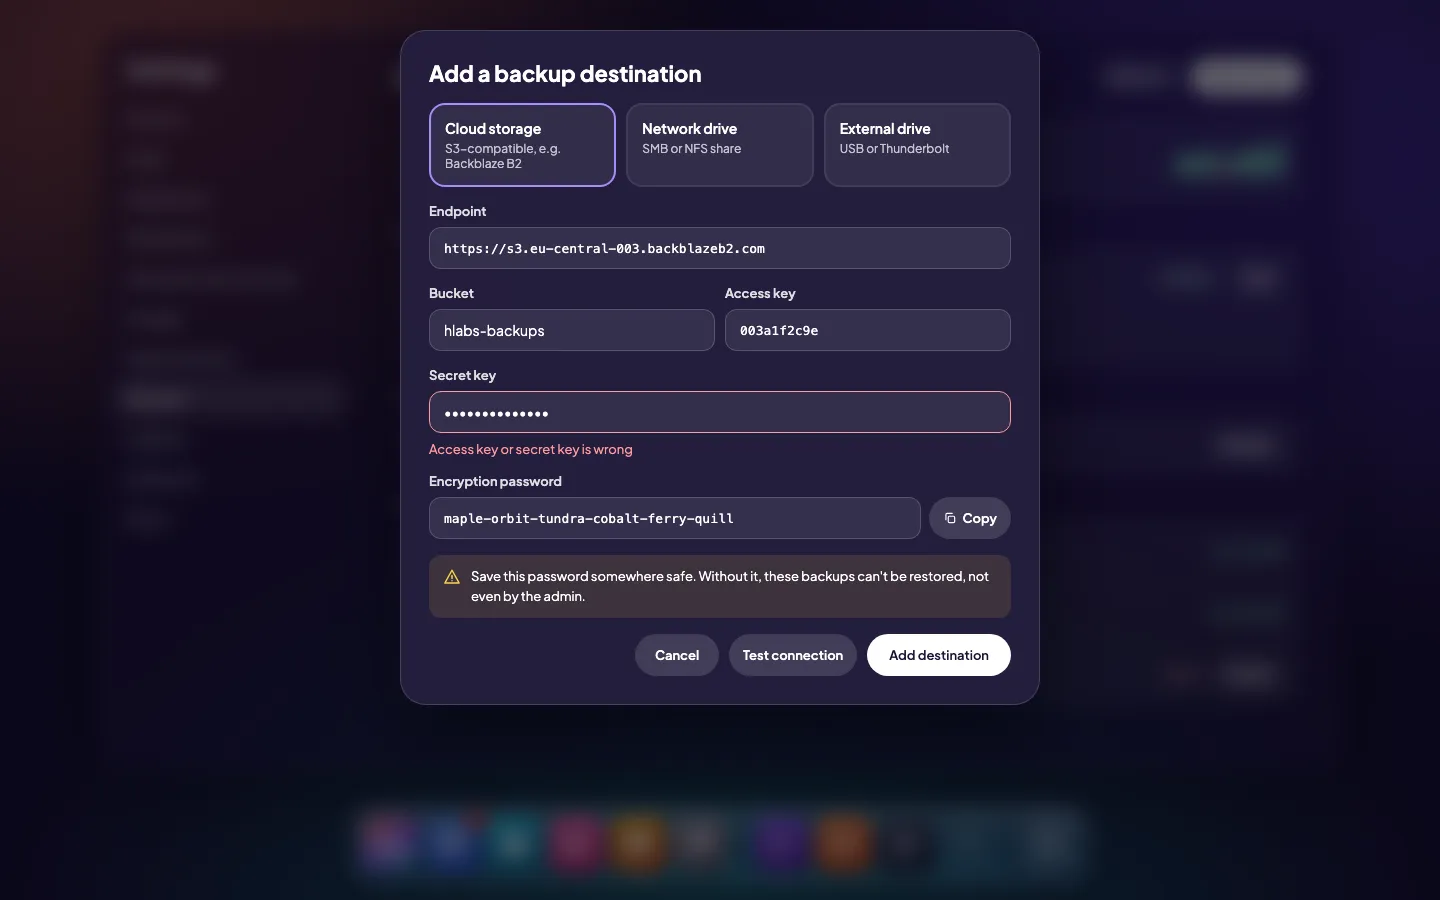 Add a backup destination
Cloud storage
S3-compatible, e.g.
Backblaze B2
Network drive
SMB or NFS share
External drive
USB or Thunderbolt
Endpoint
https://s3.eu-central-003.backblazeb2.com
Bucket
Access key
hlabs-backups
003a1f2c9e
Secret key
••••••••••••••
Access key or secret key is wrong
Encryption password
maple-orbit-tundra-cobalt-ferry-quill
Copy
Save this password somewhere safe. Without it, these backups can't be restored, not
even by the admin.
Cancel
Test connection
Add destination